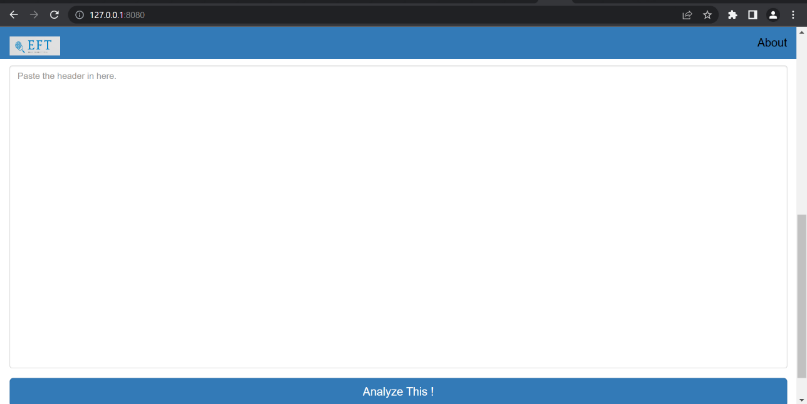 127.0.0.1:8080
EFT
About
Paste the header in here.
Analyze This !